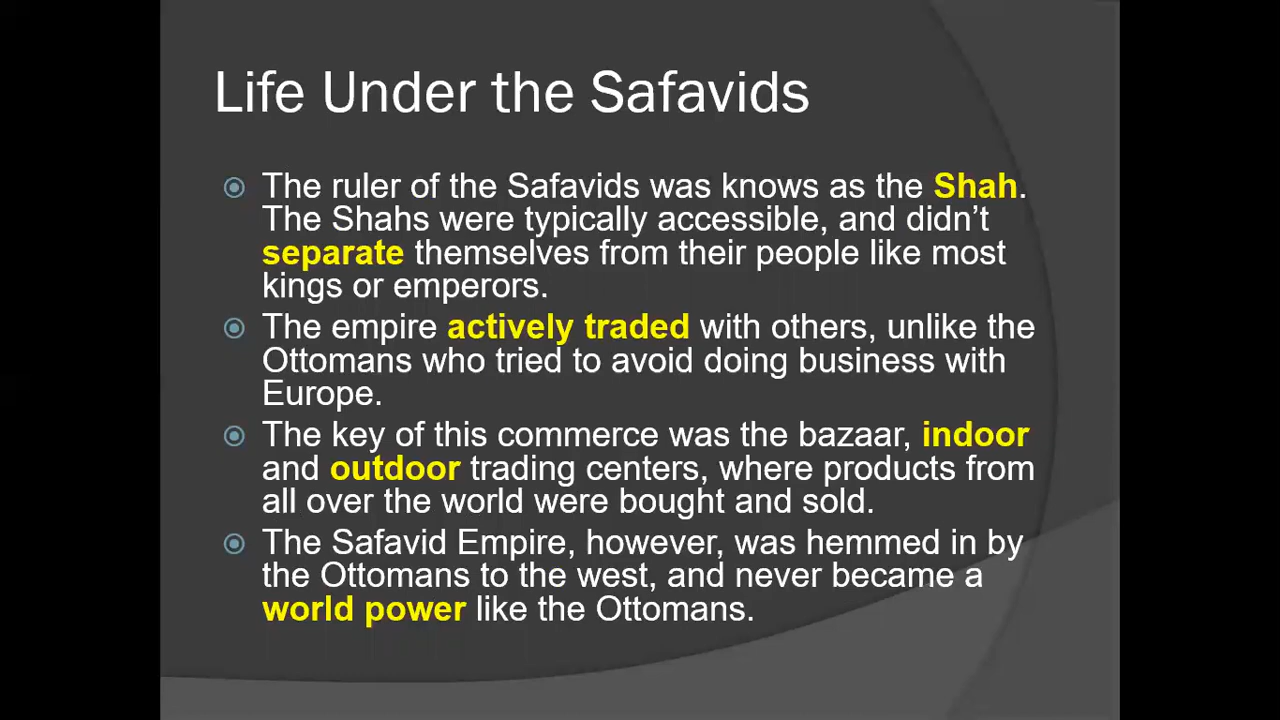 Life Under the Safavids
The ruler of the Safavids was knows as the Shah.
The Shahs were typically accessible, and didn’t
separate themselves from their people like most
kings or emperors.
The empire actively traded with others, unlike the
Ottomans who tried to avoid doing business with
Europe.
The key of this commerce was the bazaar, indoor
and outdoor trading centers, where products from
all over the world were bought and sold.
The Safavid Empire, however, was hemmed in by
the Ottomans to the west, and never became a
world power like the Ottomans.